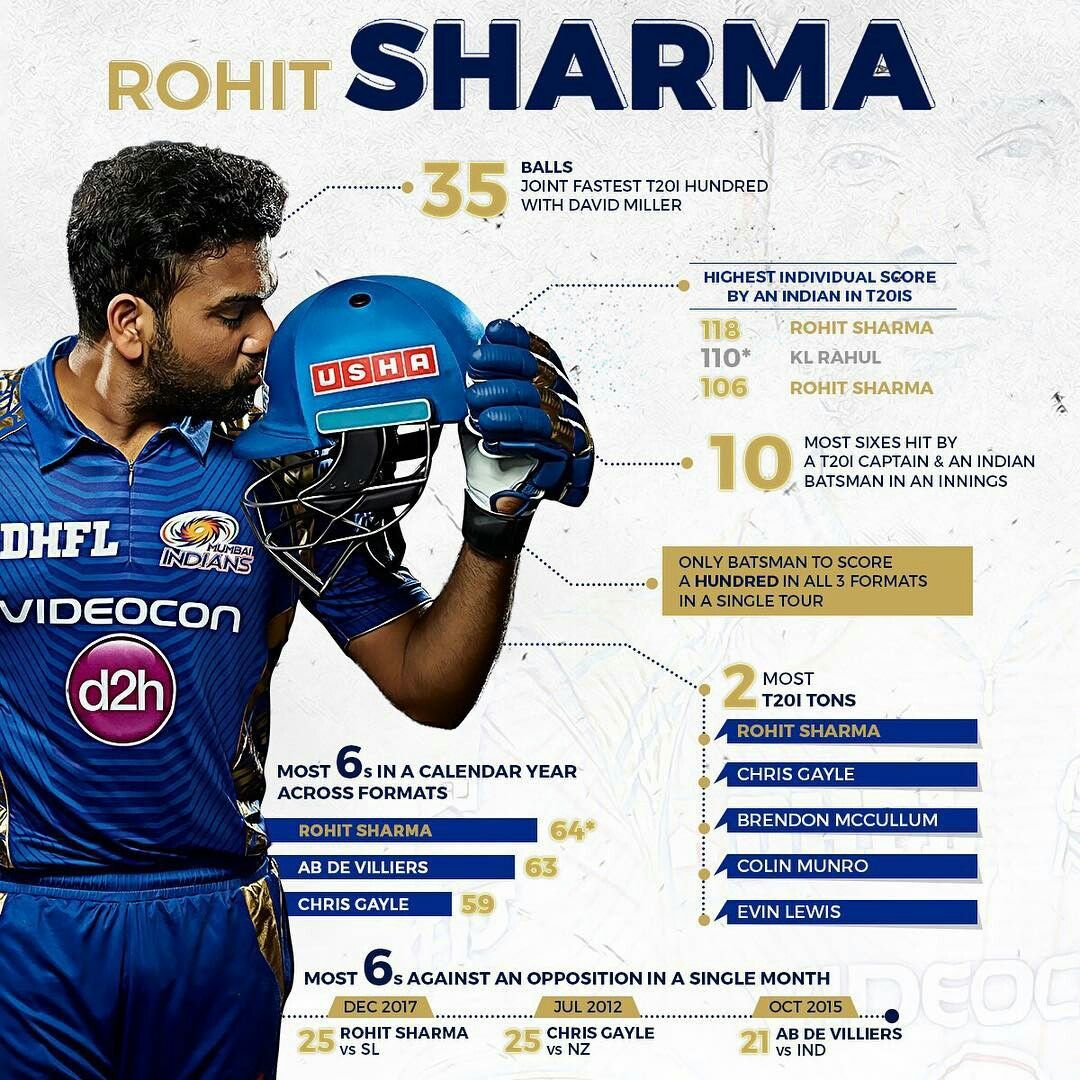 ROHIT SHARMA
35 BALLS
JOINT FASTEST T20I HUNDRED
WITH DAVID MILLER
HIGHEST INDIVIDUAL SCORE
BY AN INDIAN IN T20IS
118 ROHIT SHARMA
110* KL RAHUL
106 ROHIT SHARMA
10 MOST SIXES HIT BY
A T20I CAPTAIN & AN INDIAN
BATSMAN IN AN INNINGS
ONLY BATSMAN TO SCORE
A HUNDRED IN ALL 3 FORMATS
IN A SINGLE TOUR
2 MOST
T20I TONS
ROHIT SHARMA
CHRIS GAYLE
BRENDON MCCULLUM
COLIN MUNRO
EVIN LEWIS
USHA
DHFL
MUMBAI
INDIANS
VIDEOCON
d2h
MOST 6s IN A CALENDAR YEAR
ACROSS FORMATS
ROHIT SHARMA 64*
AB DE VILLIERS 63
CHRIS GAYLE 59
MOST 6s AGAINST AN OPPOSITION IN A SINGLE MONTH
DEC 2017
25 ROHIT SHARMA
vs SL
JUL 2012
25 CHRIS GAYLE
vs NZ
OCT 2015
21 AB DE VILLIERS
vs IND